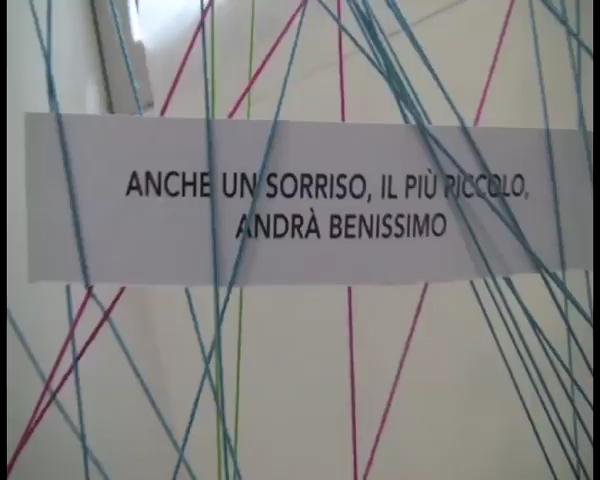 ANCHE UN SORRISO, IL PIÙ PICCOLO,
ANDRÀ BENISSIMO